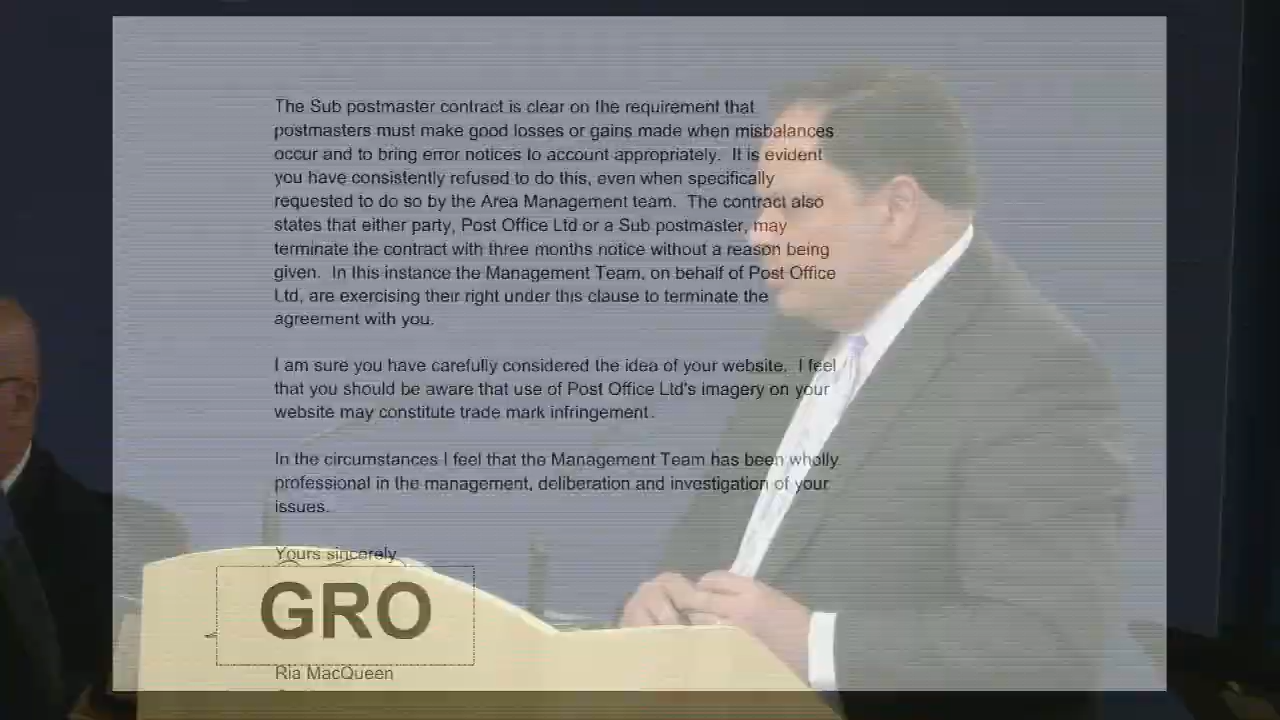 The Sub postmaster contract is clear on the requirement that
postmasters must make good losses or gains made when misbalances
occur and to bring error notices to account appropriately. It is evident
you have consistently refused to do this, even when specifically
requested to do so by the Area Management team. The contract also
states that either party, Post Office Ltd or a Sub postmaster, may
terminate the contract with three months notice without a reason being
given. In this instance the Management Team, on behalf of Post Office
Ltd, are exercising their right under this clause to terminate the
agreement with you.
I am sure you have carefully considered the idea of your website. I feel
that you should be aware that use of Post Office Ltd's imagery on your
website may constitute trade mark infringement.
In the circumstances I feel that the Management Team has been wholly
professional in the management, deliberation and investigation of your
issues.
Yours sincerely
GRO
Ria MacQueen